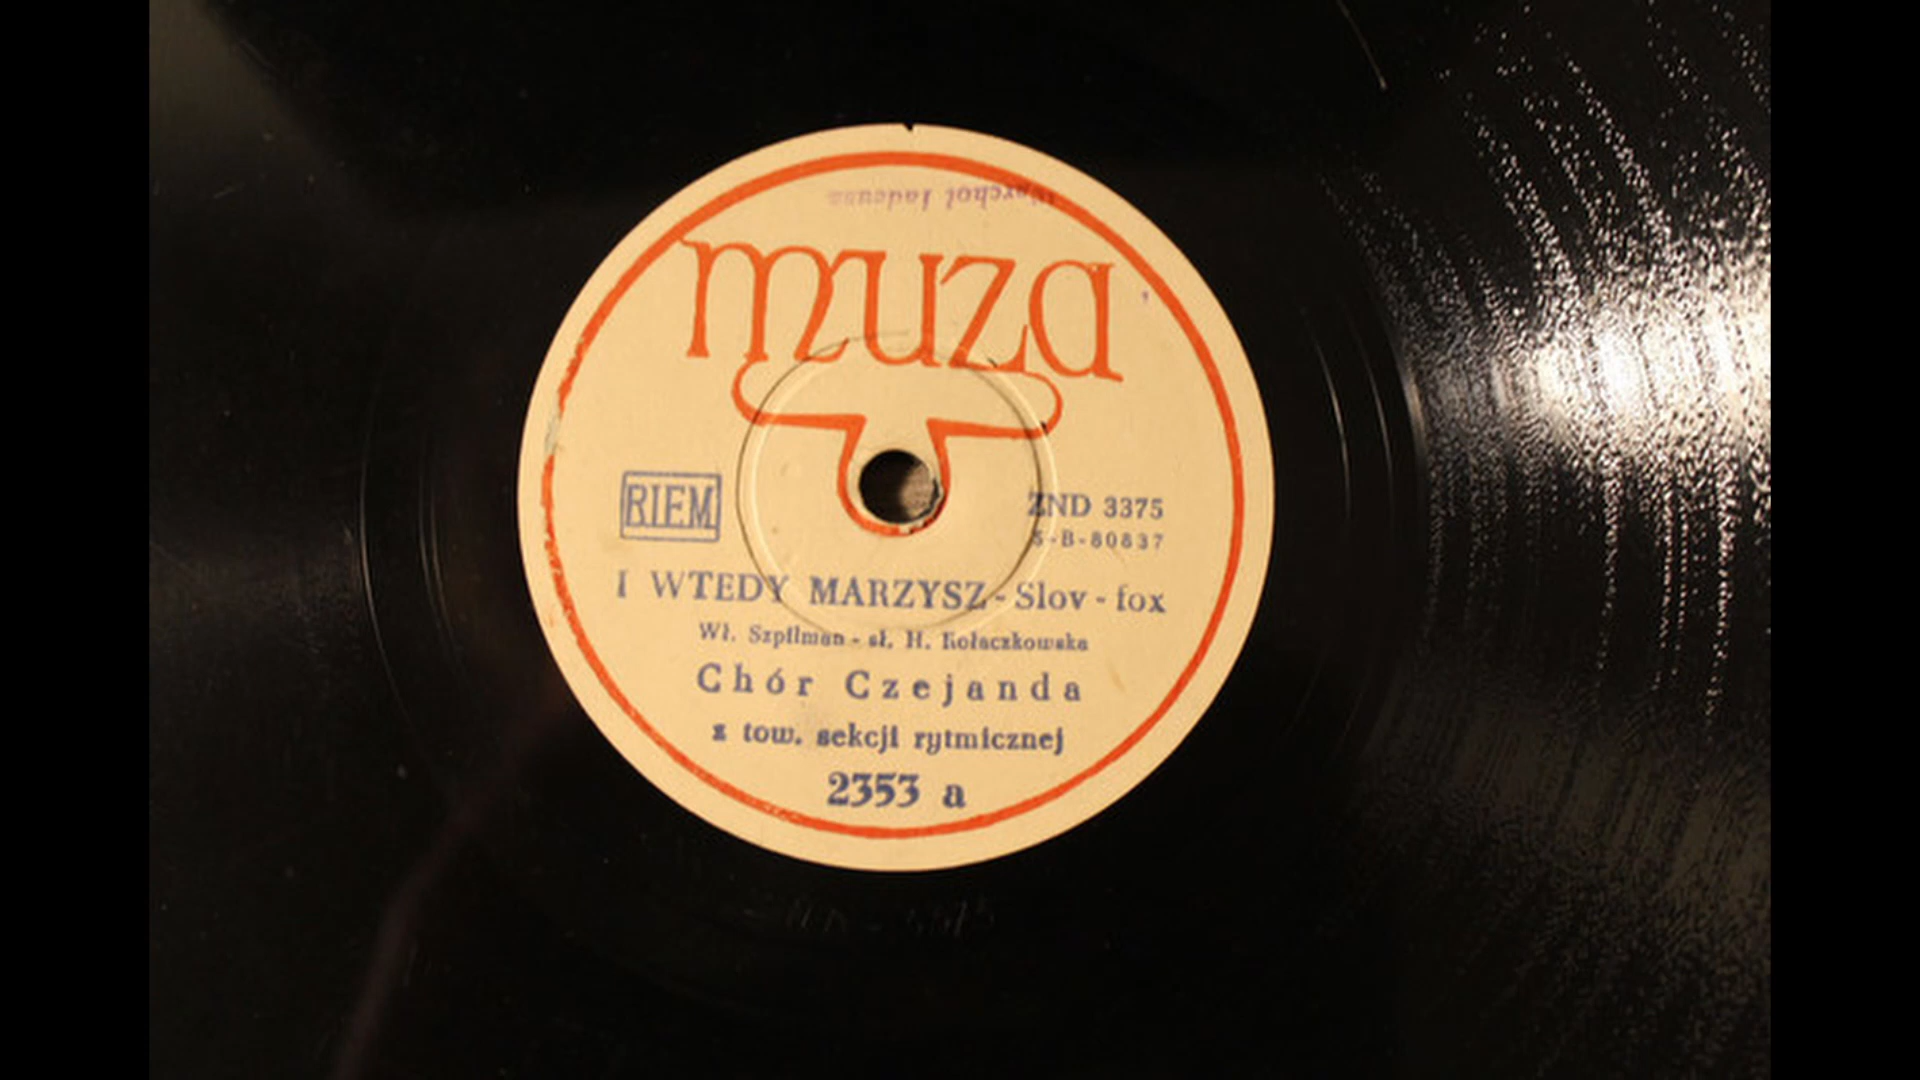 muza
RIEM
ZND 3375
S-B-80837
I WTEDY MARZYSZ - Slov - fox
Wł. Szpilman - sł. H. Kołaczkowska
Chór Czejanda
z tow. sekcji rytmicznej
2353 a